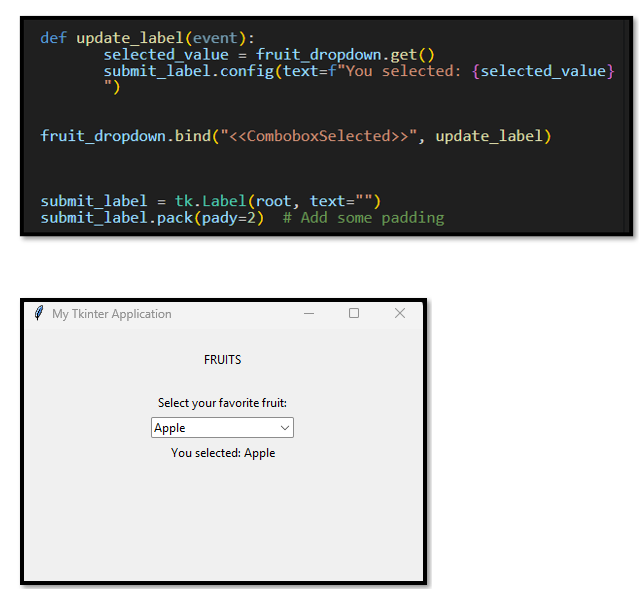 def update_label(event):
selected_value = fruit_dropdown.get()
submit_label.config(text=f"You selected: {selected_value}
")
fruit_dropdown.bind("<<ComboboxSelected>>", update_label)
submit_label = tk.Label(root, text="")
submit_label.pack(pady=2)  # Add some padding
My Tkinter Application
FRUITS
Select your favorite fruit:
Apple
You selected: Apple